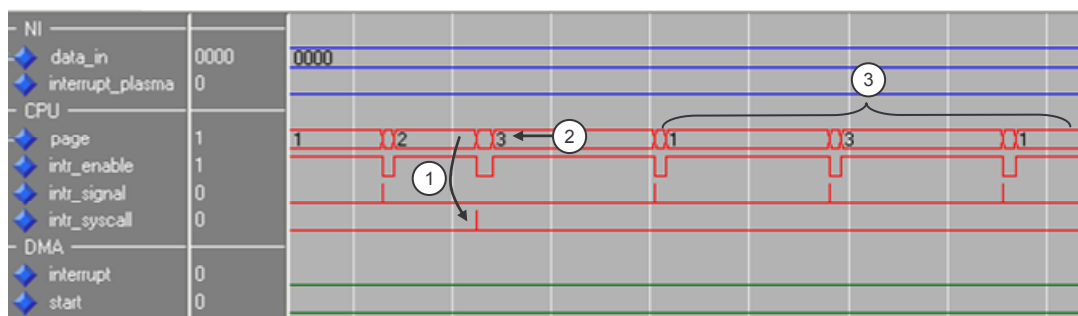 NI
data_in 0000 0000
interrupt_plasma 0
3
CPU
page 1 1 2 3 2 1 3 1
intr_enable 1
intr_signal 0 1
intr_syscall 0
DMA
interrupt 0
start 0